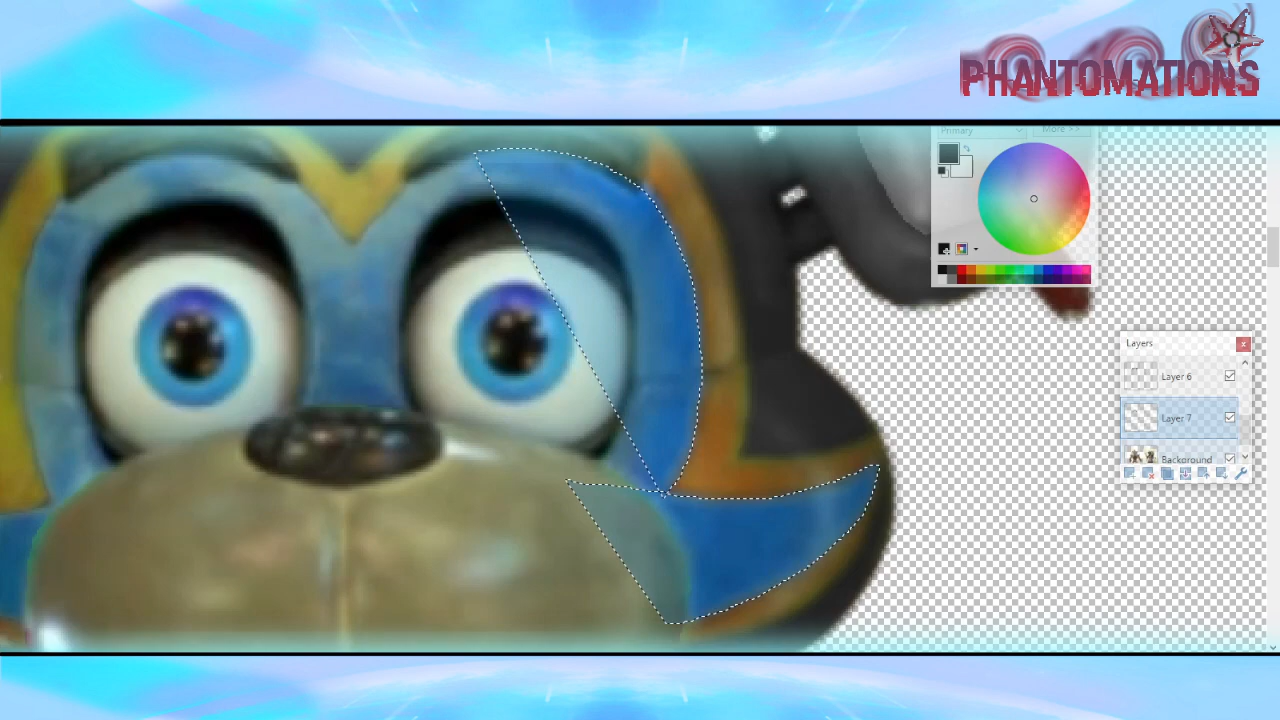 PHANTOMATIONS
Primary
More >>
Layers
Layer 6
Layer 7
Background